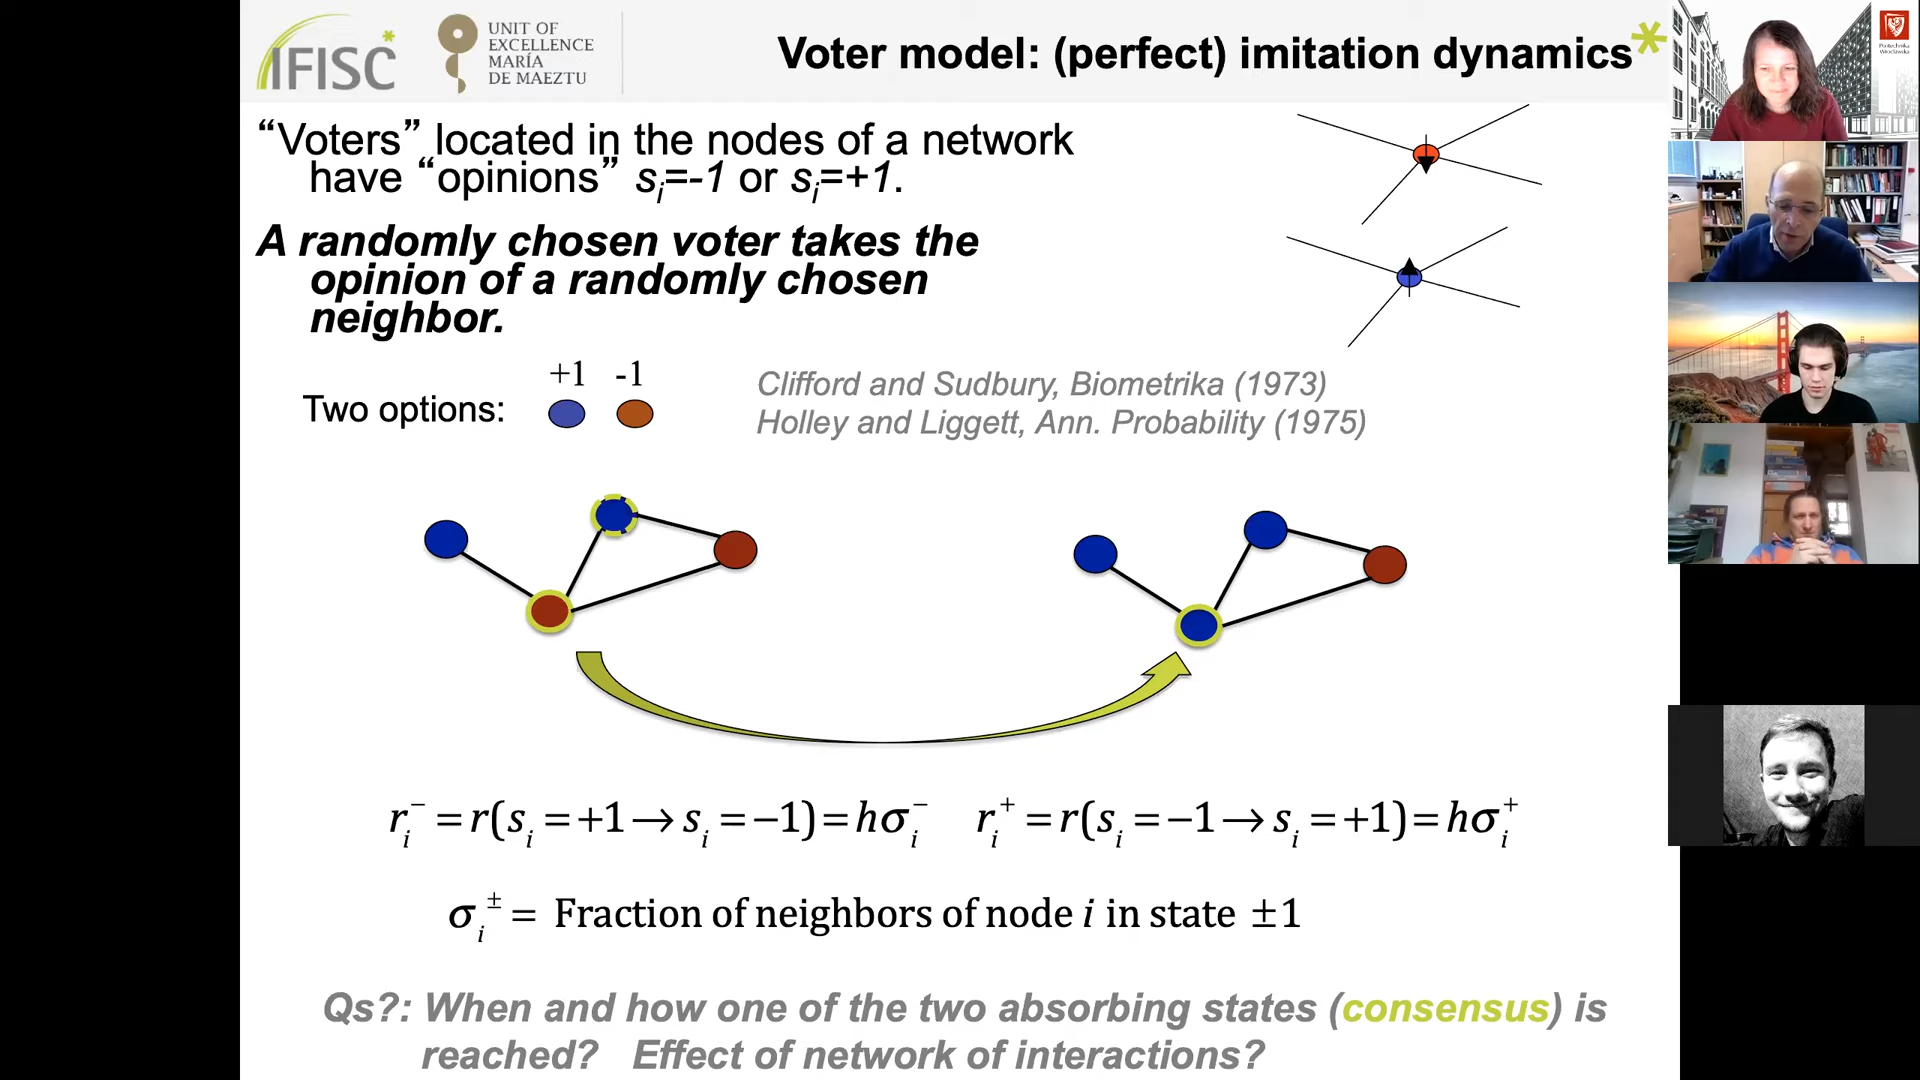 IFISC
UNIT OF
EXCELLENCE
MARÍA
DE MAEZTU
Voter model: (perfect) imitation dynamics
“Voters” located in the nodes of a network
have “opinions” sᵢ=-1 or sᵢ=+1.
A randomly chosen voter takes the
opinion of a randomly chosen
neighbor.
+1 -1
Two options:
Clifford and Sudbury, Biometrika (1973)
Holley and Liggett, Ann. Probability (1975)
rᵢ⁻ = r(sᵢ = +1 → sᵢ = −1) = hσᵢ⁻ rᵢ⁺ = r(sᵢ = −1 → sᵢ = +1) = hσᵢ⁺
σᵢ± = Fraction of neighbors of node i in state ±1
Qs?: When and how one of the two absorbing states (consensus) is
reached? Effect of network of interactions?